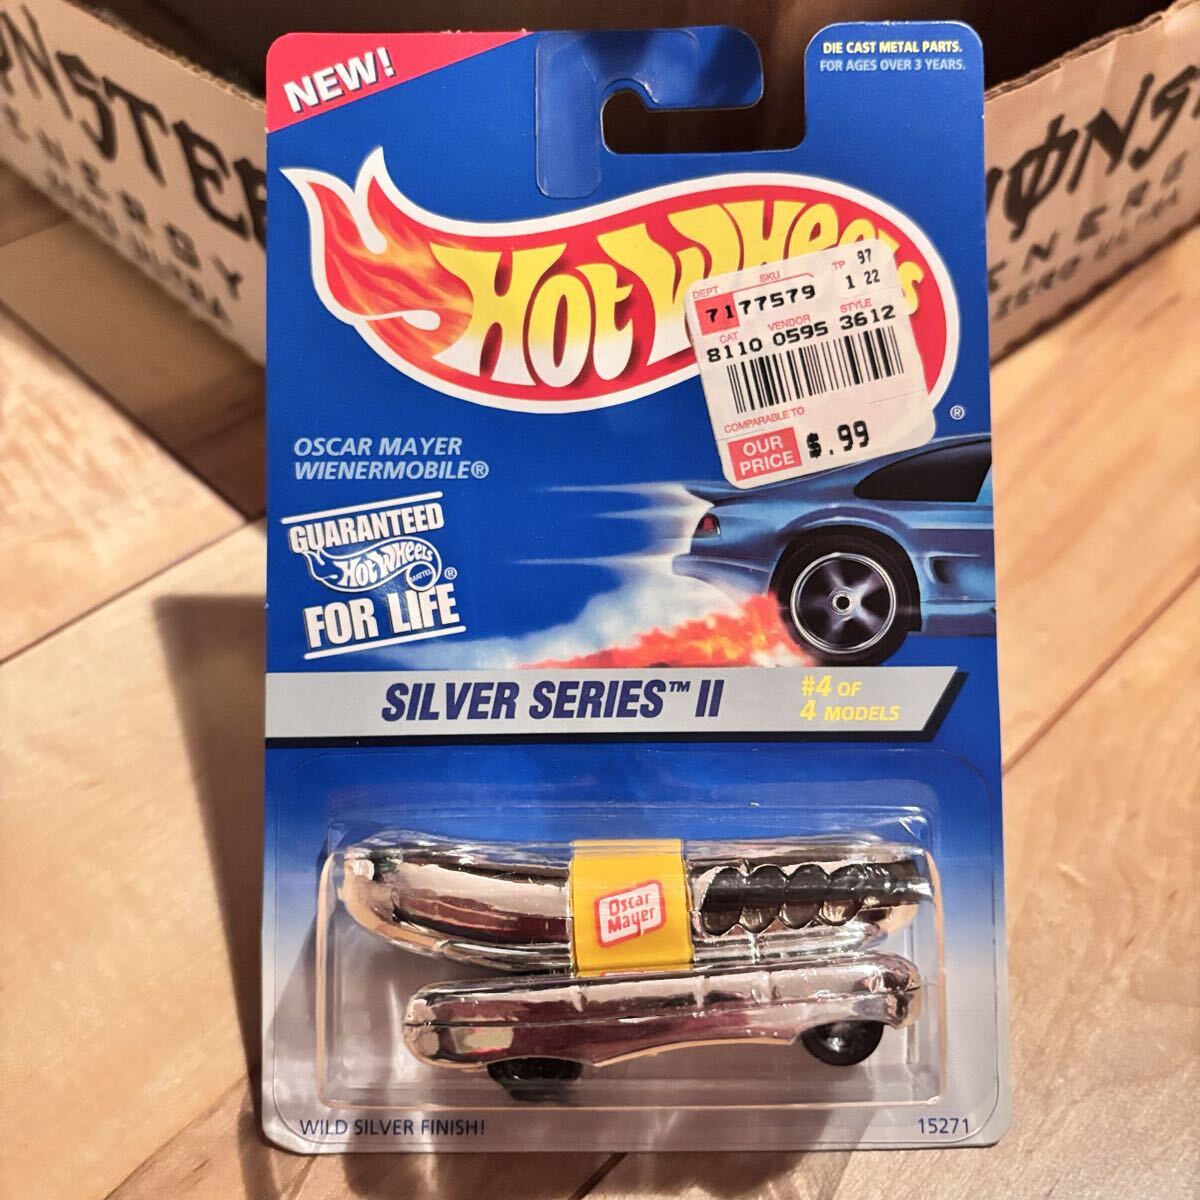 NEW!
DIE CAST METAL PARTS.
FOR AGES OVER 3 YEARS.
Hot Wheels
®
DEPT SKU TP 97
7177579 1 22
CAT VENDOR STYLE
8110 0595 3612
COMPARABLE TO
OUR PRICE $.99
OSCAR MAYER
WIENERMOBILE®
GUARANTEED
Hot Wheels
MATTEL ®
FOR LIFE
SILVER SERIES™ II
#4 OF
4 MODELS
Oscar
Mayer
WILD SILVER FINISH!
15271